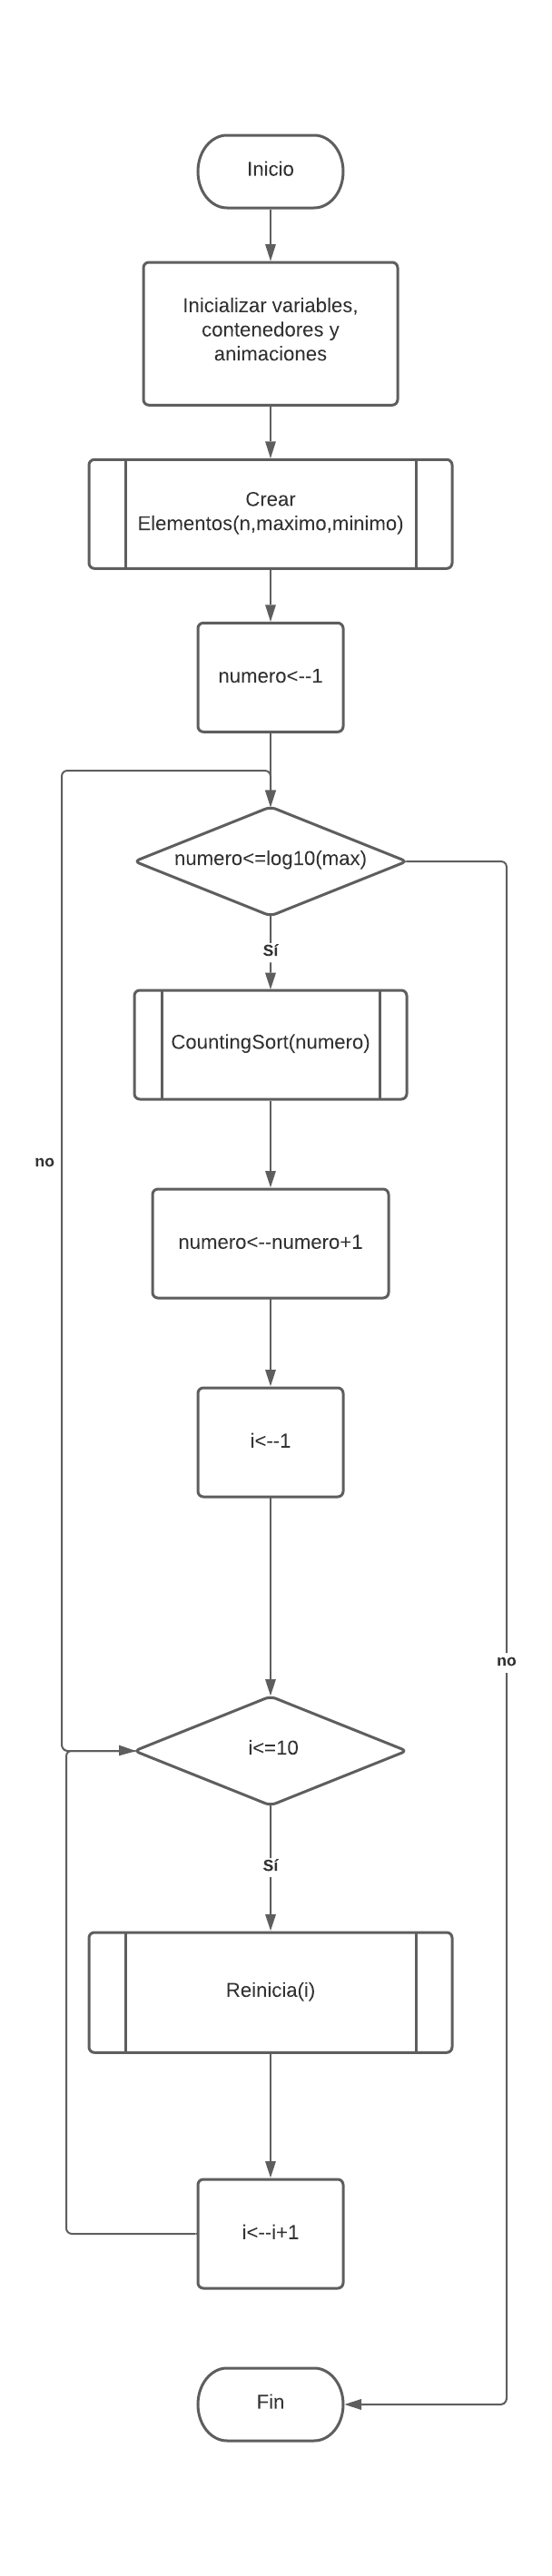 Inicio
Inicializar variables,
contenedores y
animaciones
Crear
Elementos(n,maximo,minimo)
numero<--1
numero<=log10(max)
Sí
CountingSort(numero)
no
numero<--numero+1
i<--1
no
i<=10
Sí
Reinicia(i)
i<--i+1
Fin